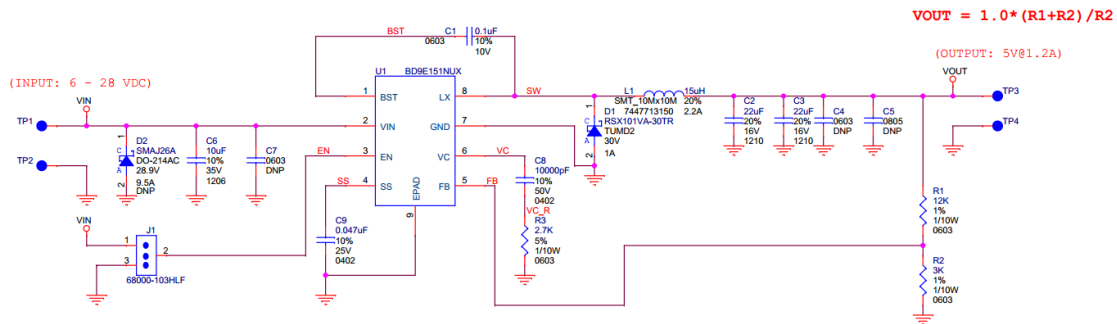 VOUT = 1.0*(R1+R2)/R2
(OUTPUT: 5V@1.2A)
(INPUT: 6 - 28 VDC)
BST
C1
0603
0.1uF
10%
10V
U1
BD9E151NUX
1
BST
2
VIN
3
EN
4
SS
LX
8
GND
7
VC
6
FB
5
EPAD
9
VIN
TP1
TP2
D2
SMAJ26A
DO-214AC
28.9V
9.5A
DNP
1
2
C
A
C6
10uF
10%
35V
1206
C7
0603
DNP
EN
SS
VIN
J1
1
2
3
68000-103HLF
C9
0.047uF
10%
25V
0402
SW
L1
15uH
SMT_10Mx10M
20%
7447713150
2.2A
D1
RSX101VA-30TR
TUMD2
30V
1A
1
2
C
A
VC
C8
10000pF
10%
50V
0402
FB
VC_R
R3
2.7K
5%
1/10W
0603
C2
22uF
20%
16V
1210
C3
22uF
20%
16V
1210
C4
0603
DNP
C5
0805
DNP
VOUT
TP3
TP4
R1
12K
1%
1/10W
0603
R2
3K
1%
1/10W
0603